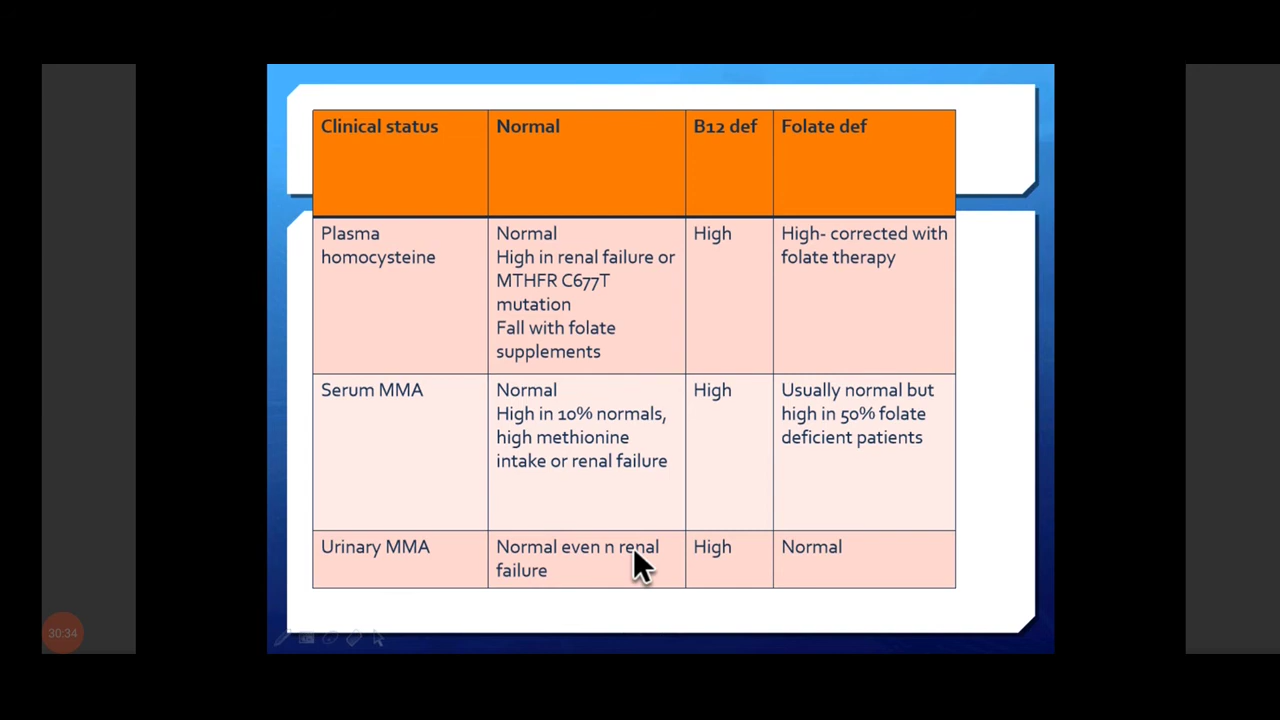 Clinical status
Normal
B12 def
Folate def
Plasma
homocysteine
Normal
High in renal failure or
MTHFR C677T
mutation
Fall with folate
supplements
High
High- corrected with
folate therapy
Serum MMA
Normal
High in 10% normals,
high methionine
intake or renal failure
High
Usually normal but
high in 50% folate
deficient patients
Urinary MMA
Normal even n renal
failure
High
Normal
30:34